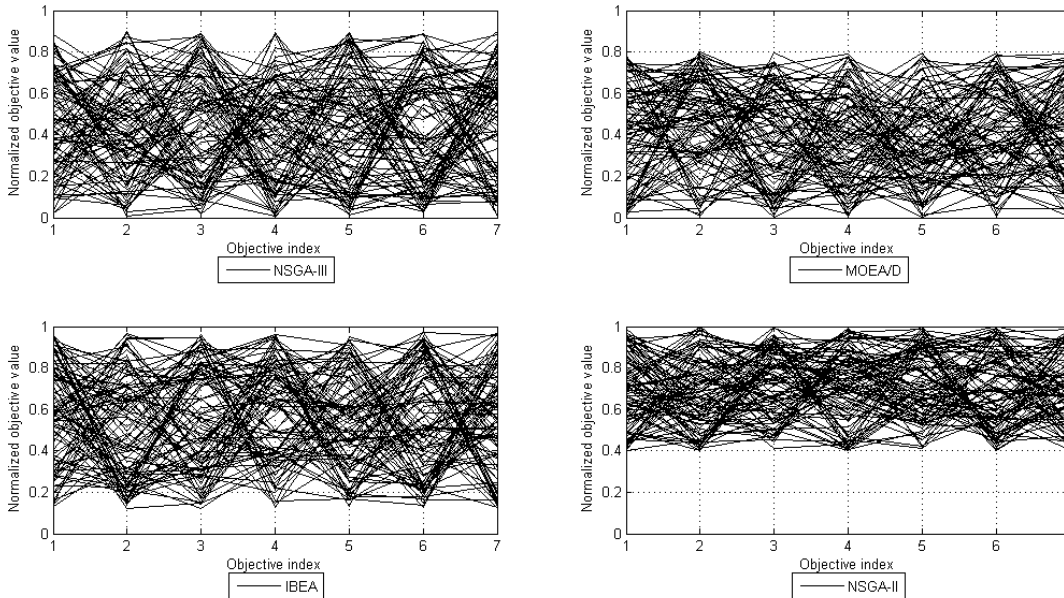 1
0.8
0.6
0.4
0.2
0
Normalized objective value
1 2 3 4 5 6 7
Objective index
NSGA-III
1
0.8
0.6
0.4
0.2
0
Normalized objective value
1 2 3 4 5 6
Objective index
MOEA/D
1
0.8
0.6
0.4
0.2
0
Normalized objective value
1 2 3 4 5 6 7
Objective index
IBEA
1
0.8
0.6
0.4
0.2
0
Normalized objective value
1 2 3 4 5 6
Objective index
NSGA-II